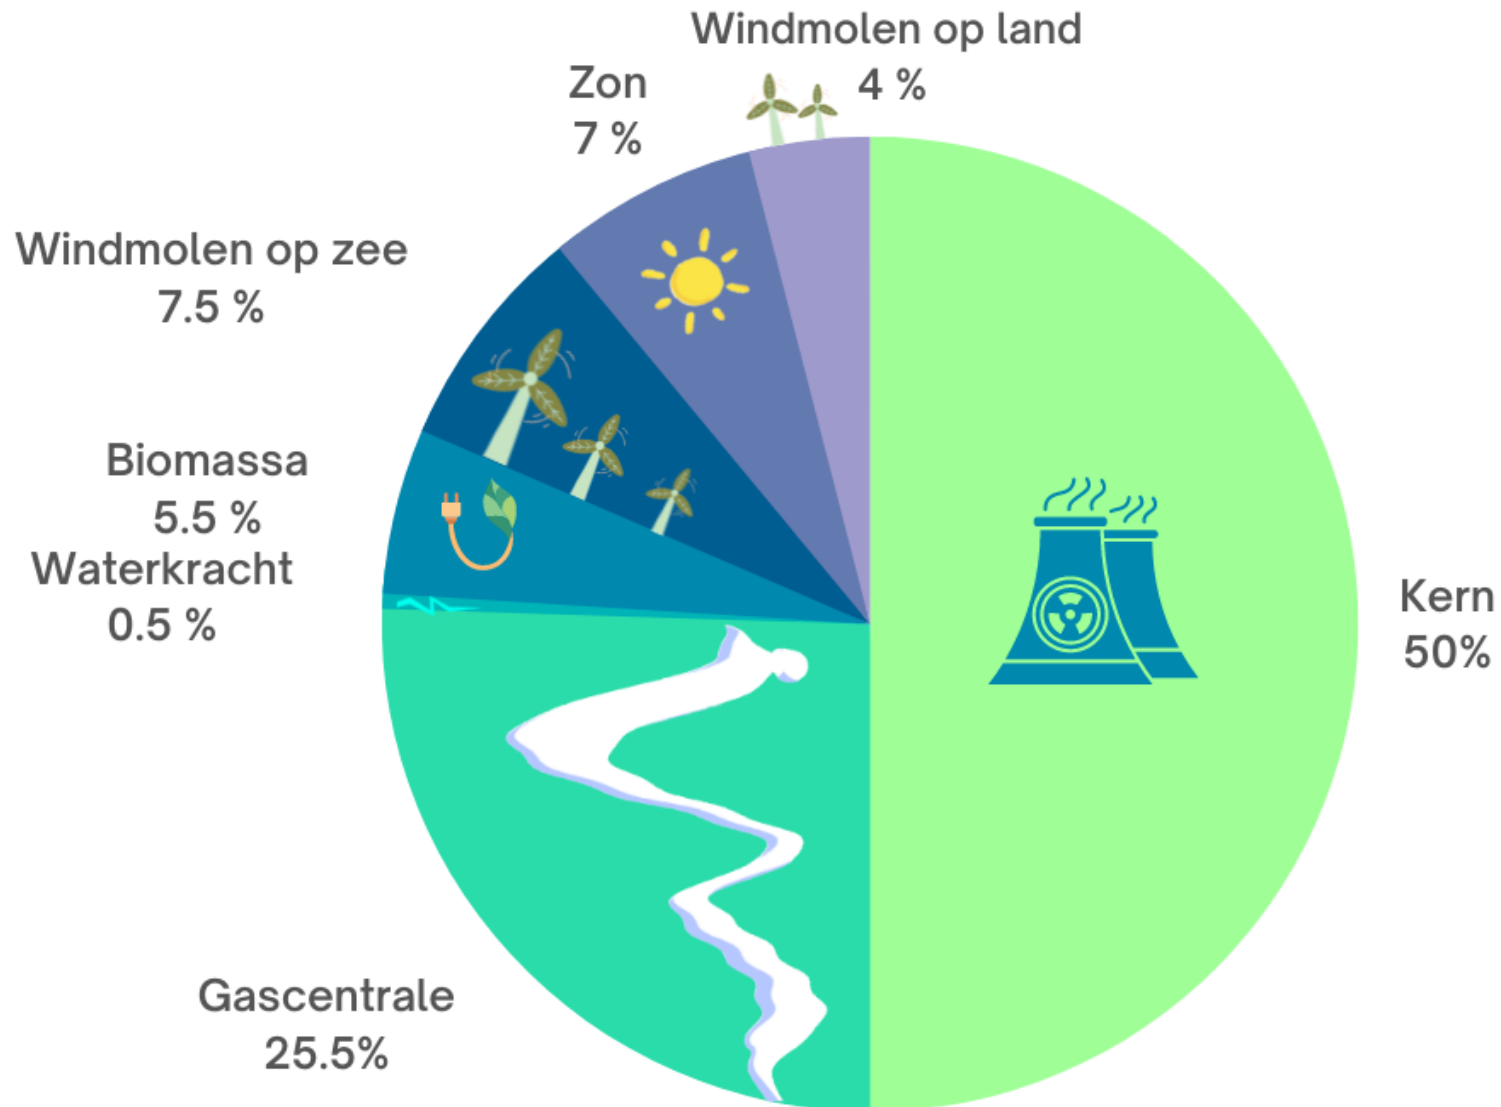 Windmolen op land
4 %
Zon
7 %
Windmolen op zee
7.5 %
Biomassa
5.5 %
Waterkracht
0.5 %
Kern
50%
Gascentrale
25.5%